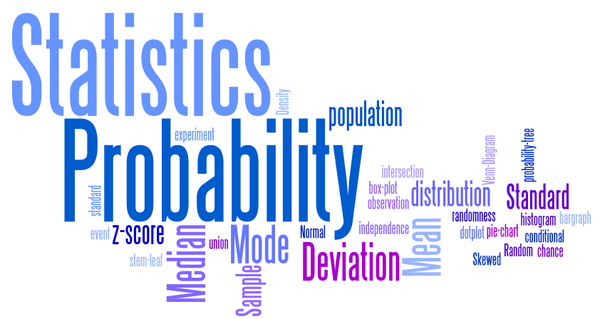 Statistics
Density
population
Probability
experiment
Venn-Diagram
probability-tree
intersection
box-plot
distribution
standard
observation
Standard
randomness
histogram
bargraph
event
z-score
Median
union
Mode
Normal
independence
Mean
dotplot
pie-chart
conditional
stem-leaf
Sample
Deviation
Skewed
Random
chance